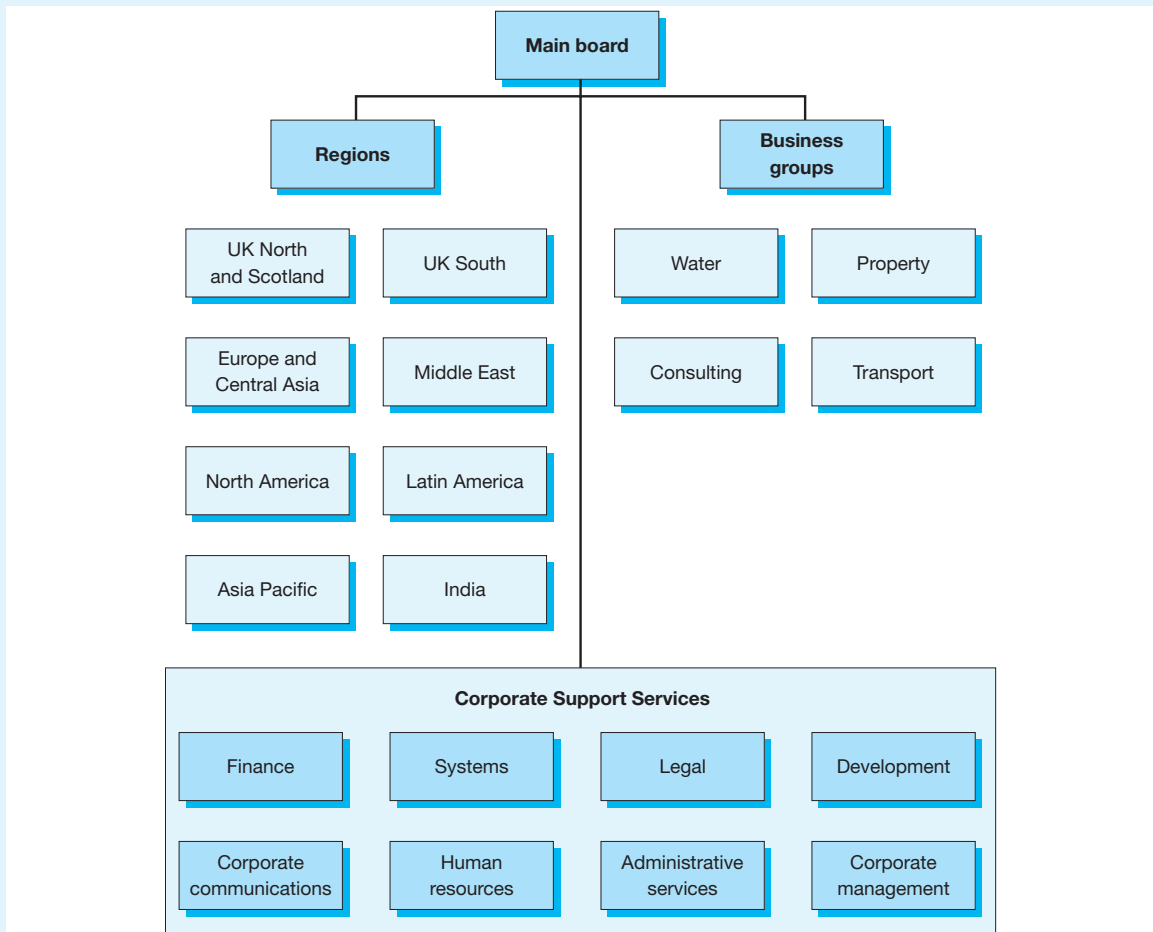 Main board
Regions
Business
groups
UK North
and Scotland
UK South
Water
Property
Europe and
Central Asia
Middle East
Consulting
Transport
North America
Latin America
Asia Pacific
India
Corporate Support Services
Finance
Systems
Legal
Development
Corporate
communications
Human
resources
Administrative
services
Corporate
management